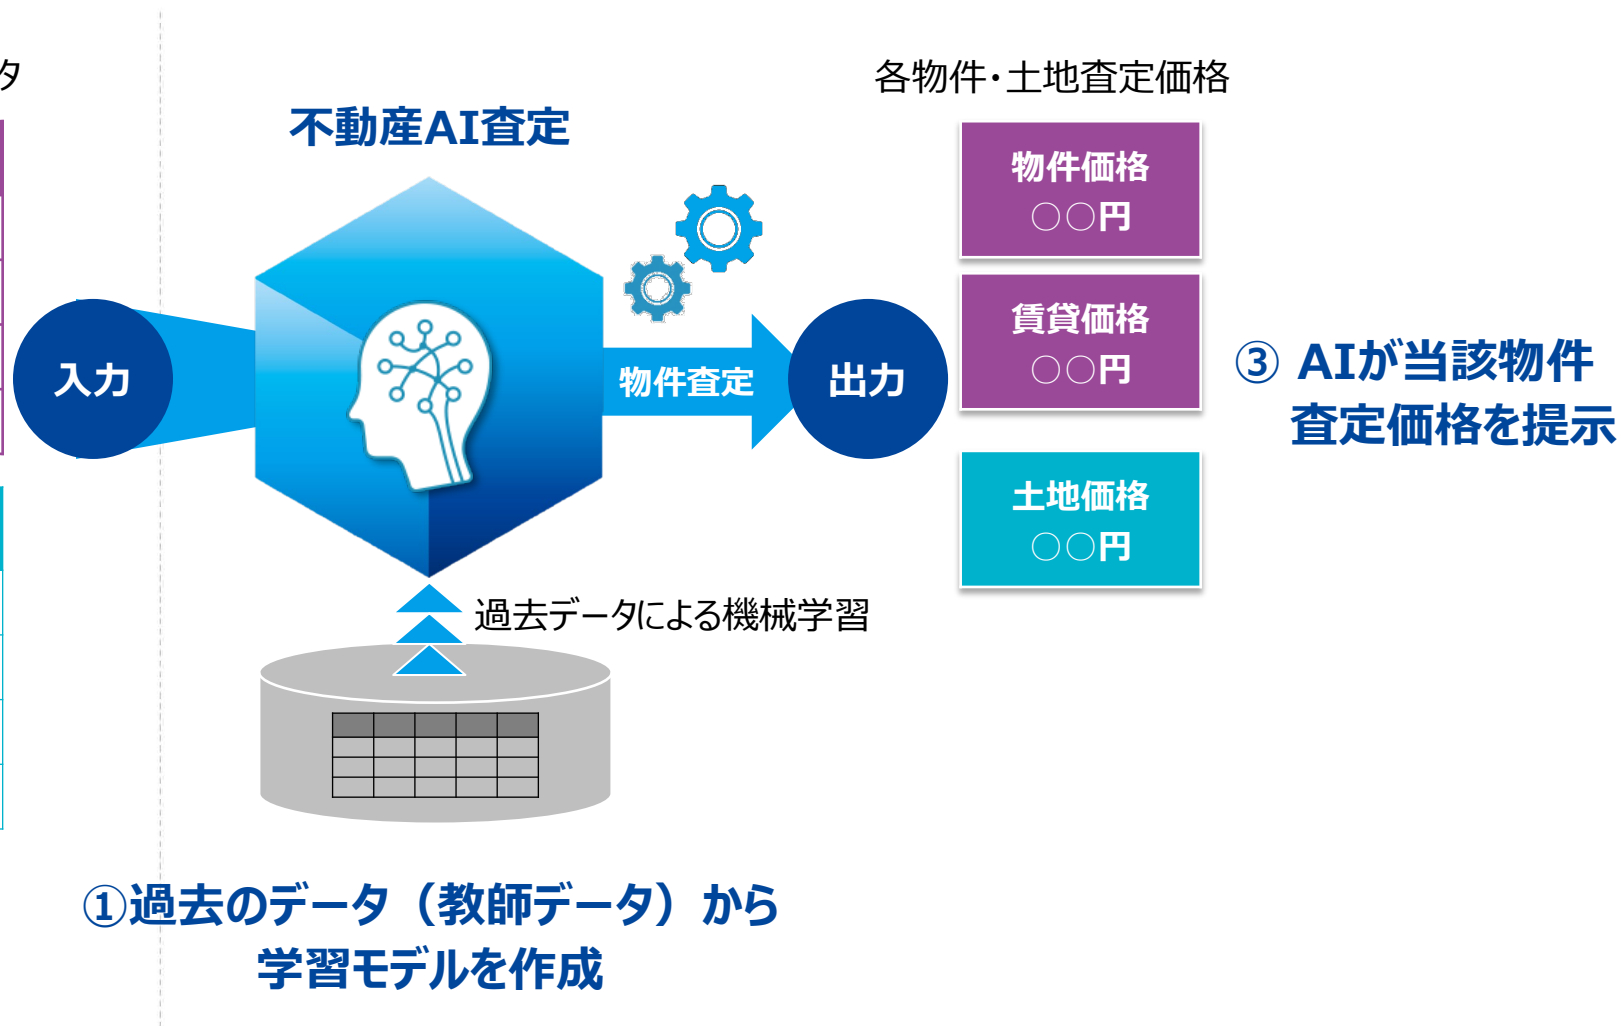 タ
不動産AI査定
各物件・土地査定価格
物件価格
○○円
賃貸価格
○○円
土地価格
○○円
入力
物件査定
出力
③ AIが当該物件
査定価格を提示
過去データによる機械学習
①過去のデータ（教師データ）から
学習モデルを作成